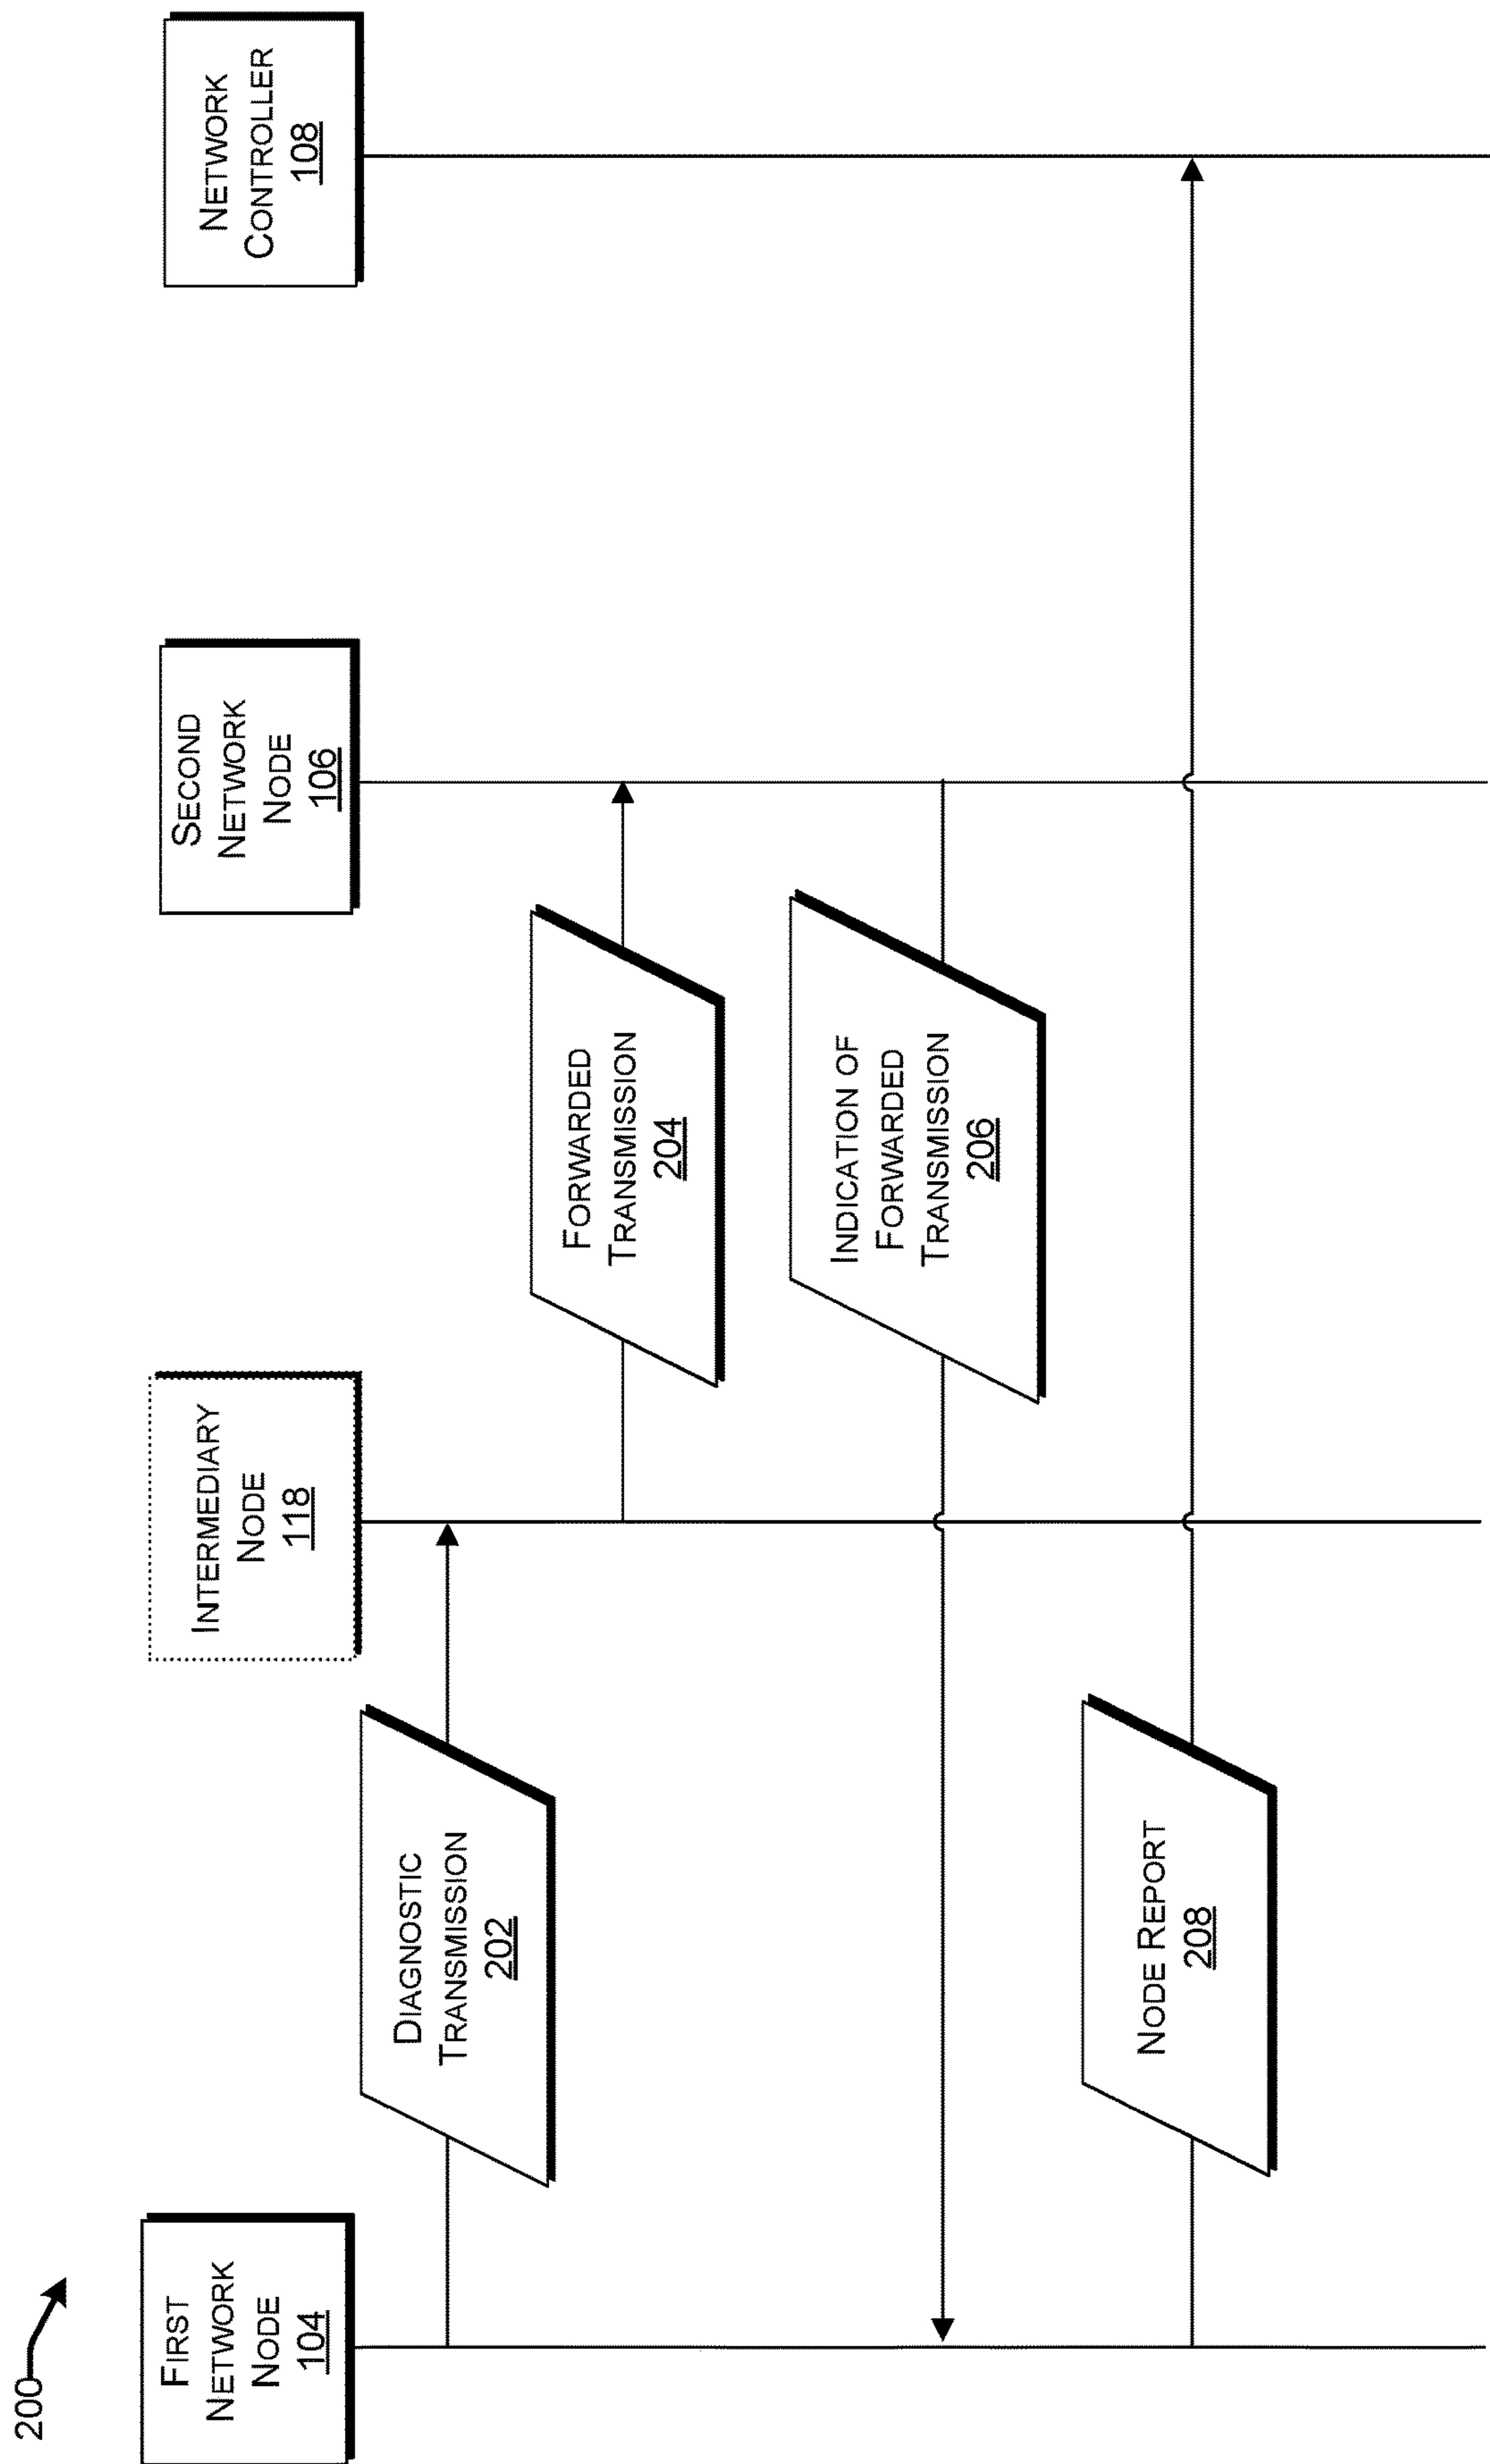 200
FIRST
NETWORK
NODE
104
INTERMEDIARY
NODE
118
SECOND
NETWORK
NODE
106
NETWORK
CONTROLLER
108
DIAGNOSTIC
TRANSMISSION
202
FORWARDED
TRANSMISSION
204
INDICATION OF
FORWARDED
TRANSMISSION
206
NODE REPORT
208